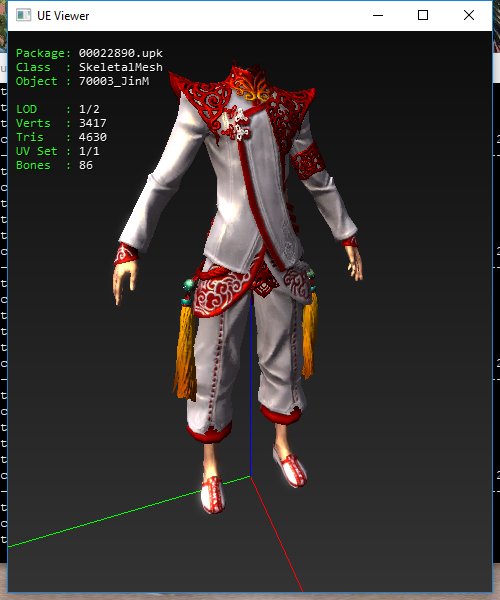 UE Viewer
Package: 00022890.upk
Class : SkeletalMesh
Object : 70003_JinM
LOD : 1/2
Verts : 3417
Tris : 4630
UV Set : 1/1
Bones : 86